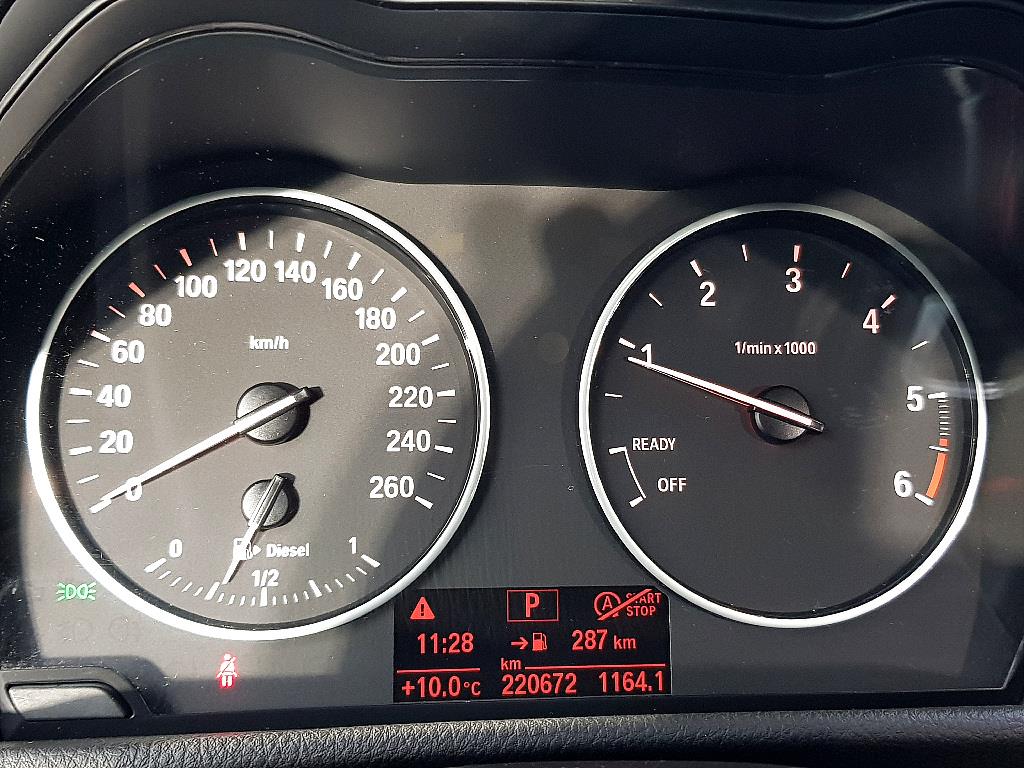 0
20
40
60
80
100
120
140
160
180
200
220
240
260
km/h
0
1/2
1
Diesel
1
2
3
4
5
6
1/min x 1000
READY
OFF
P
A START
STOP
11:28
287 km
km
+10.0°C 220672 1164.1